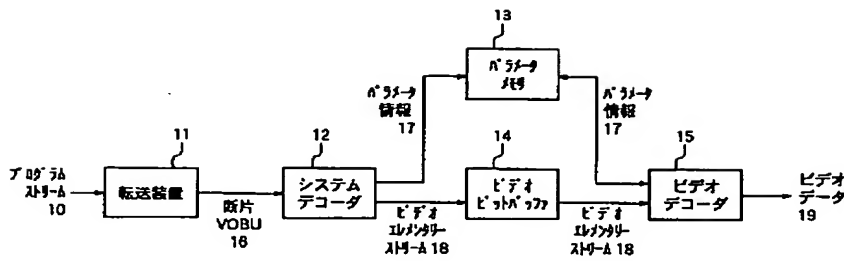 13
パラメータ
メモリ
パラメータ
情報
17
パラメータ
情報
17
11
12
14
15
プログラム
ストリーム
10
転送装置
断片
VOBU
16
システム
デコーダ
ビデオ
エレメンタリー
ストリーム 18
ビデオ
ビットバッファ
ビデオ
エレメンタリー
ストリーム 18
ビデオ
デコーダ
ビデオ
データ
19